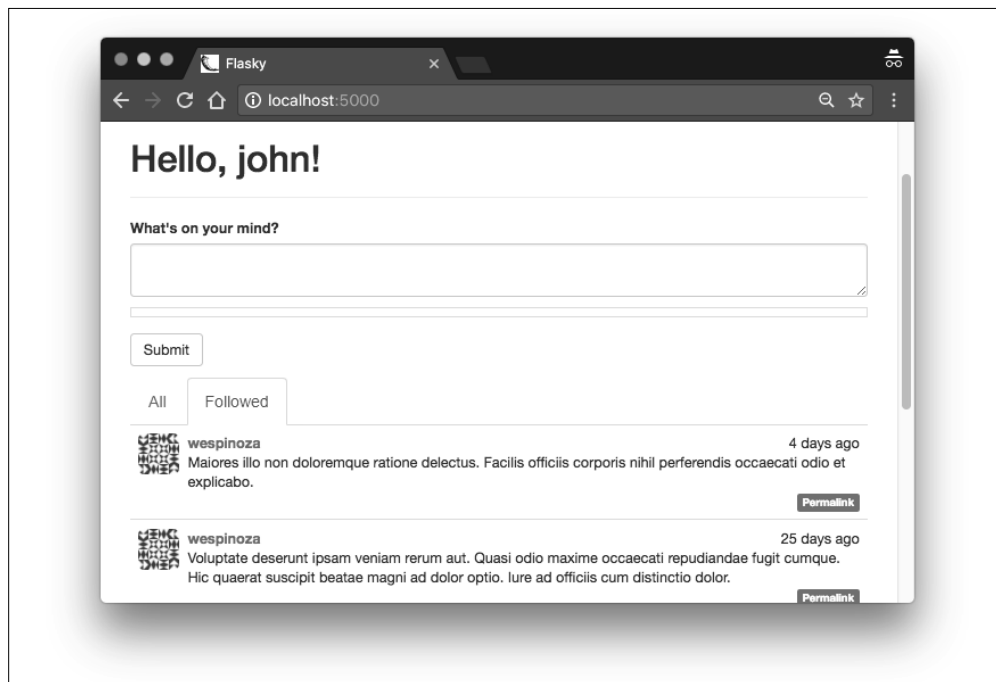 Flasky
localhost:5000
Hello, john!
What's on your mind?
Submit
All Followed
wespinoza 4 days ago
Maiores illo non doloremque ratione delectus. Facilis officiis corporis nihil perferendis occaecati odio et
explicabo.
Permalink
wespinoza 25 days ago
Voluptate deserunt ipsam veniam rerum aut. Quasi odio maxime occaecati repudiandae fugit cumque.
Hic quaerat suscipit beatae magni ad dolor optio. Iure ad officiis cum distinctio dolor.
Permalink